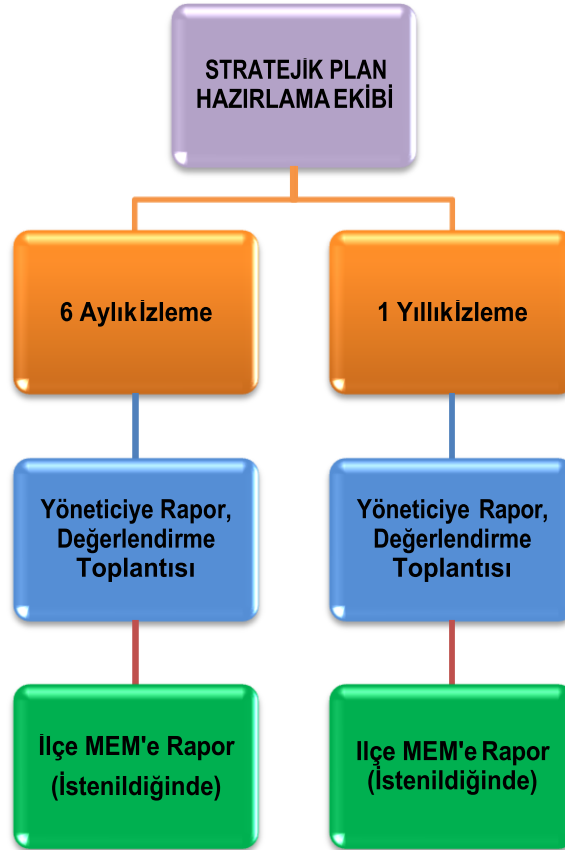 STRATEJİK PLAN
HAZIRLAMA EKİBİ
6 Aylıkİzleme
1 Yıllıkİzleme
Yöneticiye Rapor,
Değerlendirme
Toplantısı
Yöneticiye Rapor,
Değerlendirme
Toplantısı
İlçe MEM'e Rapor
(İstenildiğinde)
Ilçe MEM'e Rapor
(İstenildiğinde)